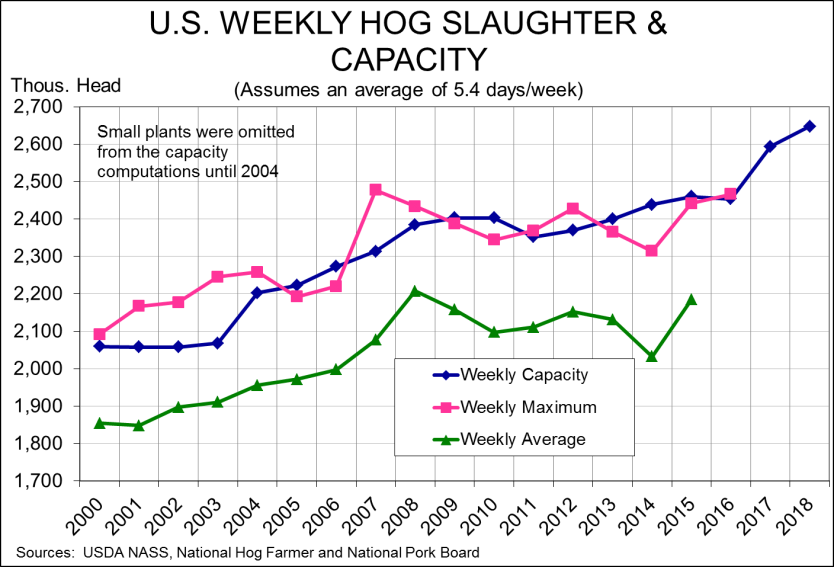 U.S. WEEKLY HOG SLAUGHTER &
CAPACITY
Thous. Head
(Assumes an average of 5.4 days/week)
2,700
2,600
2,500
2,400
2,300
2,200
2,100
2,000
1,900
1,800
1,700
Small plants were omitted
from the capacity
computations until 2004
Weekly Capacity
Weekly Maximum
Weekly Average
2000 2001 2002 2003 2004 2005 2006 2007 2008 2009 2010 2011 2012 2013 2014 2015 2016 2017 2018
Sources:  USDA NASS, National Hog Farmer and National Pork Board